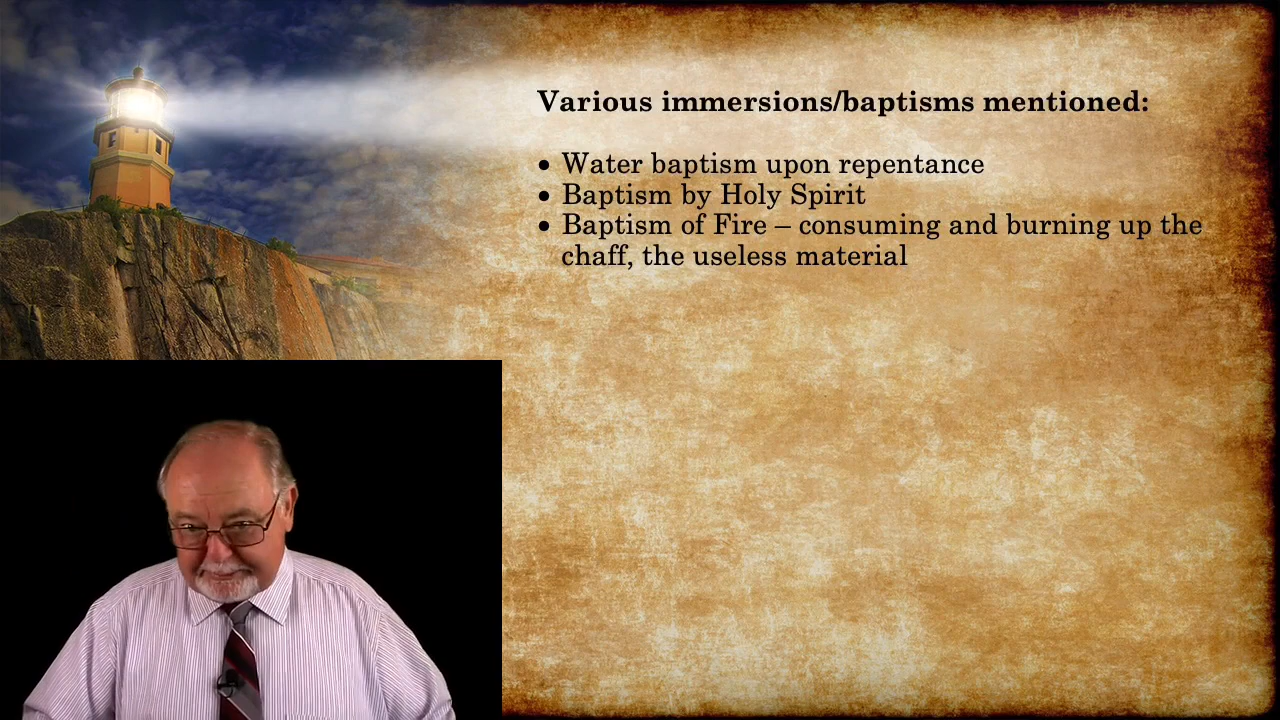 Various immersions/baptisms mentioned:
• Water baptism upon repentance
• Baptism by Holy Spirit
• Baptism of Fire – consuming and burning up the
chaff, the useless material